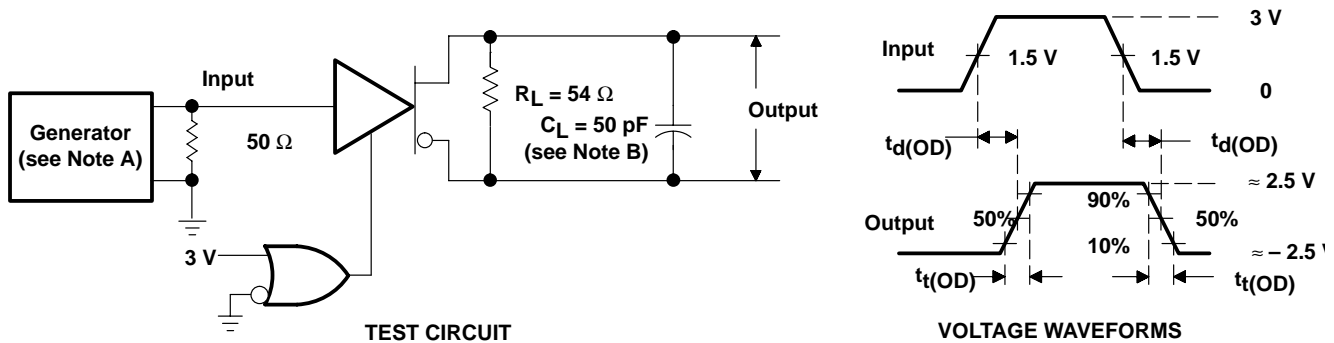 Generator
(see Note A)
Input
50 Ω
R_L = 54 Ω
C_L = 50 pF
(see Note B)
Output
3 V
TEST CIRCUIT
Input
3 V
1.5 V
1.5 V
0
t_d(OD)
t_d(OD)
≈ 2.5 V
90%
Output
50%
50%
10%
≈ – 2.5 V
t_t(OD)
t_t(OD)
VOLTAGE WAVEFORMS